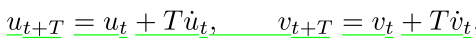 $u_{t+T} = u_t + T\dot{u}_t, \qquad v_{t+T} = v_t + T\dot{v}_t.$